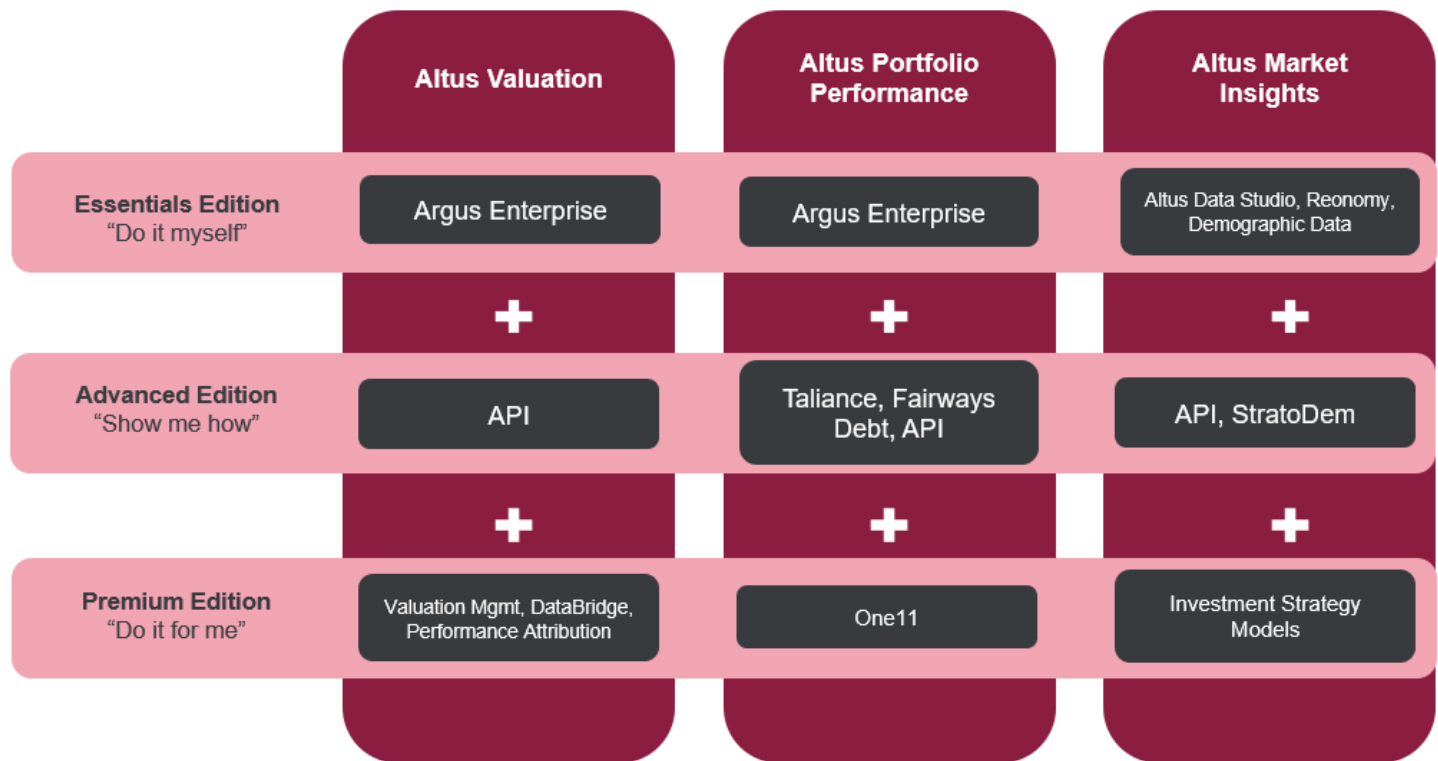 Altus Valuation
Altus Portfolio
Performance
Altus Market
Insights
Essentials Edition
“Do it myself”
Argus Enterprise
Argus Enterprise
Altus Data Studio, Reonomy,
Demographic Data
+
+
+
Advanced Edition
“Show me how”
API
Taliance, Fairways
Debt, API
API, StratoDem
+
+
+
Premium Edition
“Do it for me”
Valuation Mgmt, DataBridge,
Performance Attribution
One11
Investment Strategy
Models